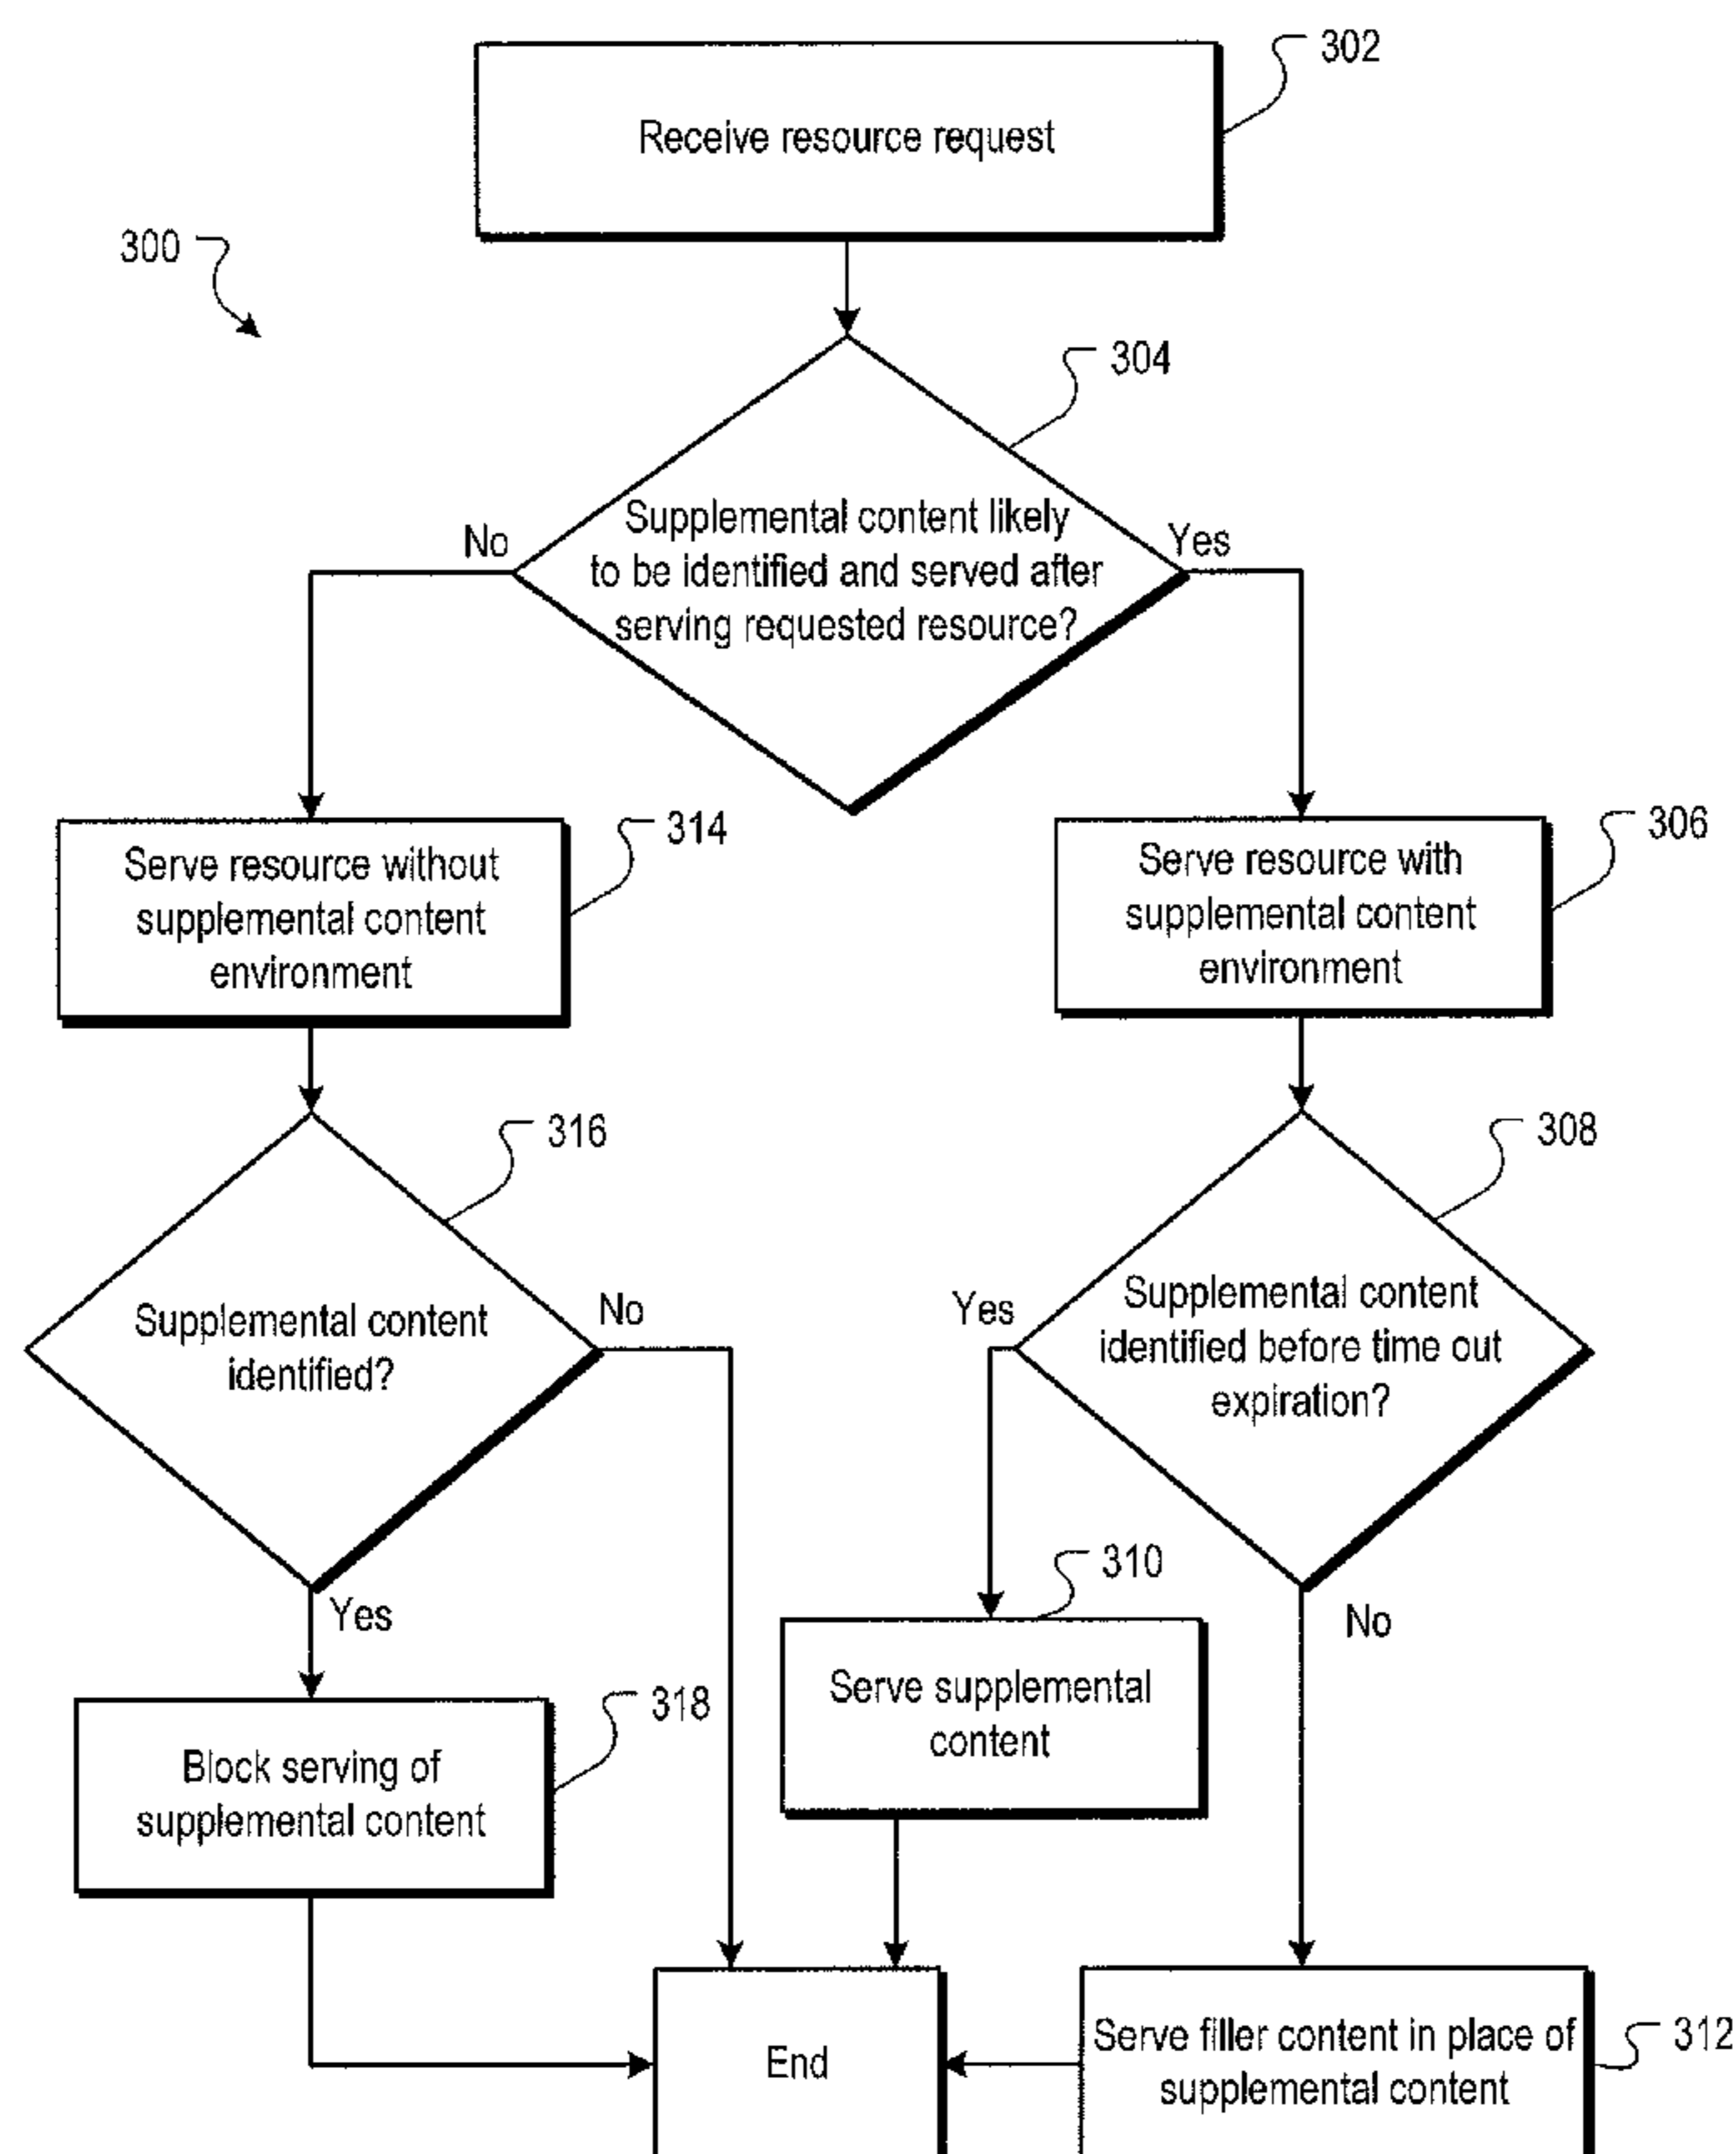 302
Receive resource request
300
304
Supplemental content likely
to be identified and served after
serving requested resource?
No
Yes
314
Serve resource without
supplemental content
environment
306
Serve resource with
supplemental content
environment
316
Supplemental content
identified?
No
Yes
308
Supplemental content
identified before time out
expiration?
Yes
No
310
Serve supplemental
content
318
Block serving of
supplemental content
End
Serve filler content in place of
supplemental content
312